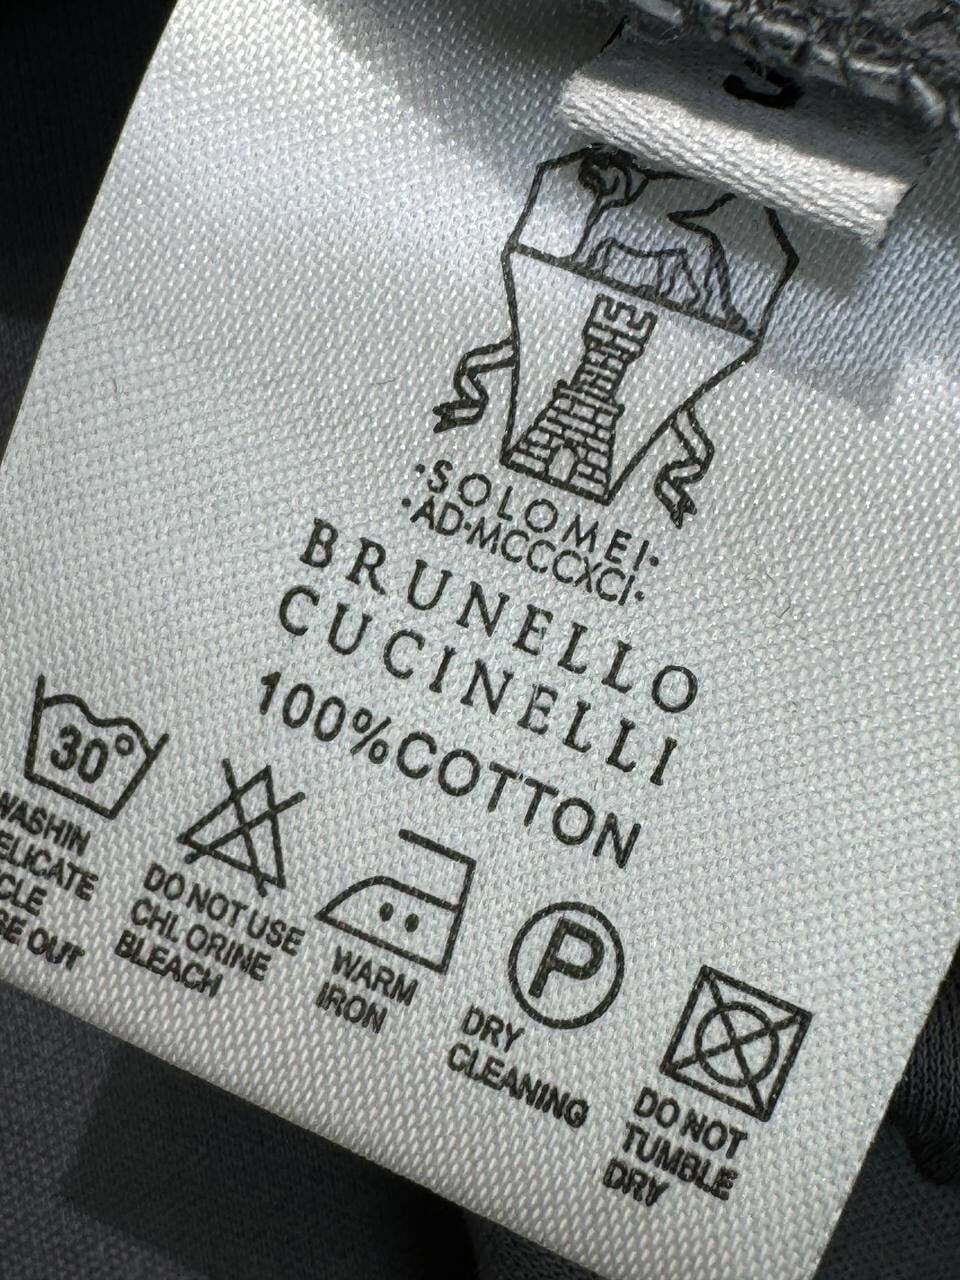 S
·SOLOMEI·
·AD·MCCCXCI·
BRUNELLO
CUCINELLI
100%COTTON
30°
DO NOT USE
CHLORINE
BLEACH
WARM
IRON
P
DRY
CLEANING
DO NOT
TUMBLE
DRY